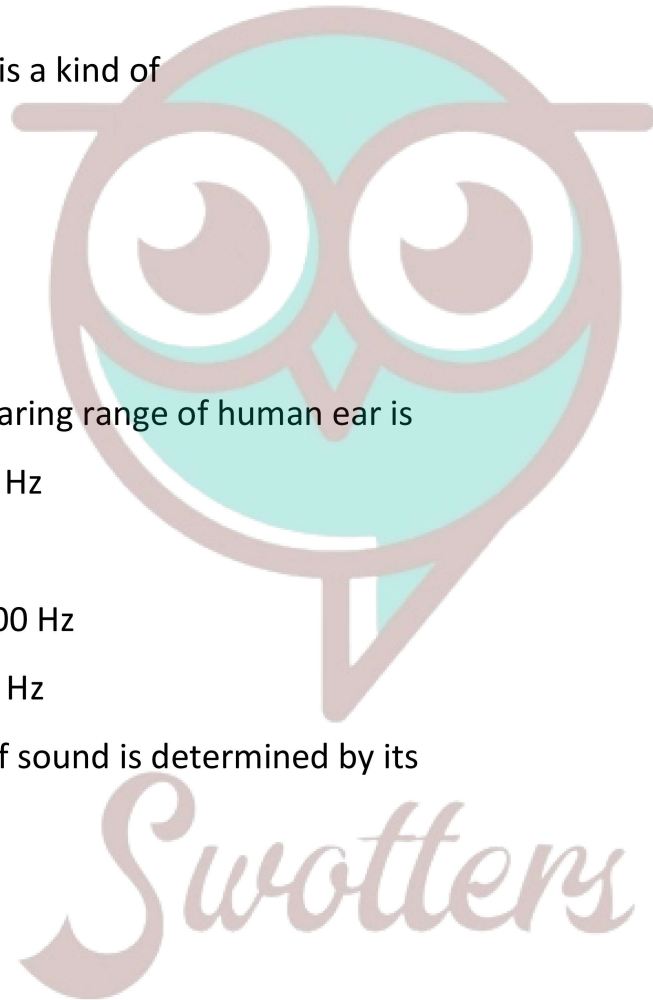 is a kind of
aring range of human ear is
Hz
00 Hz
Hz
f sound is determined by its
Swotters